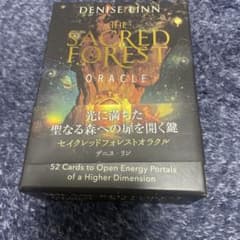 DENISE LINN
THE
SACRED FOREST
ORACLE
光に満ちた
聖なる森への扉を開く鍵
セイクレッドフォレストオラクル
デニス・リン
52 Cards to Open Energy Portals
of a Higher Dimension